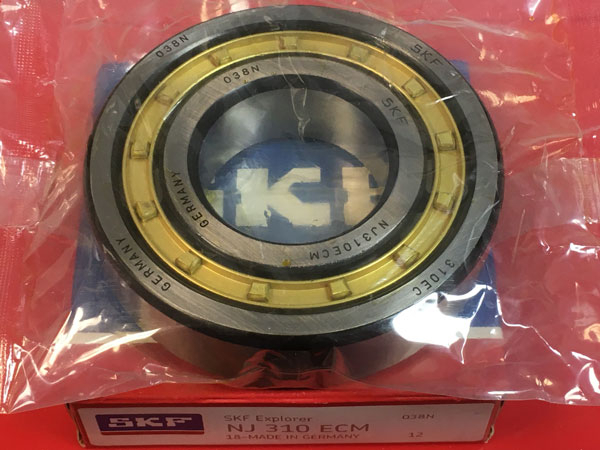 038N
SKF
038N
SKF
GERMANY
NJ310ECM
GERMANY
310EC
SKF
SKF Explorer
038N
NJ 310 ECM
18-MADE IN GERMANY
12